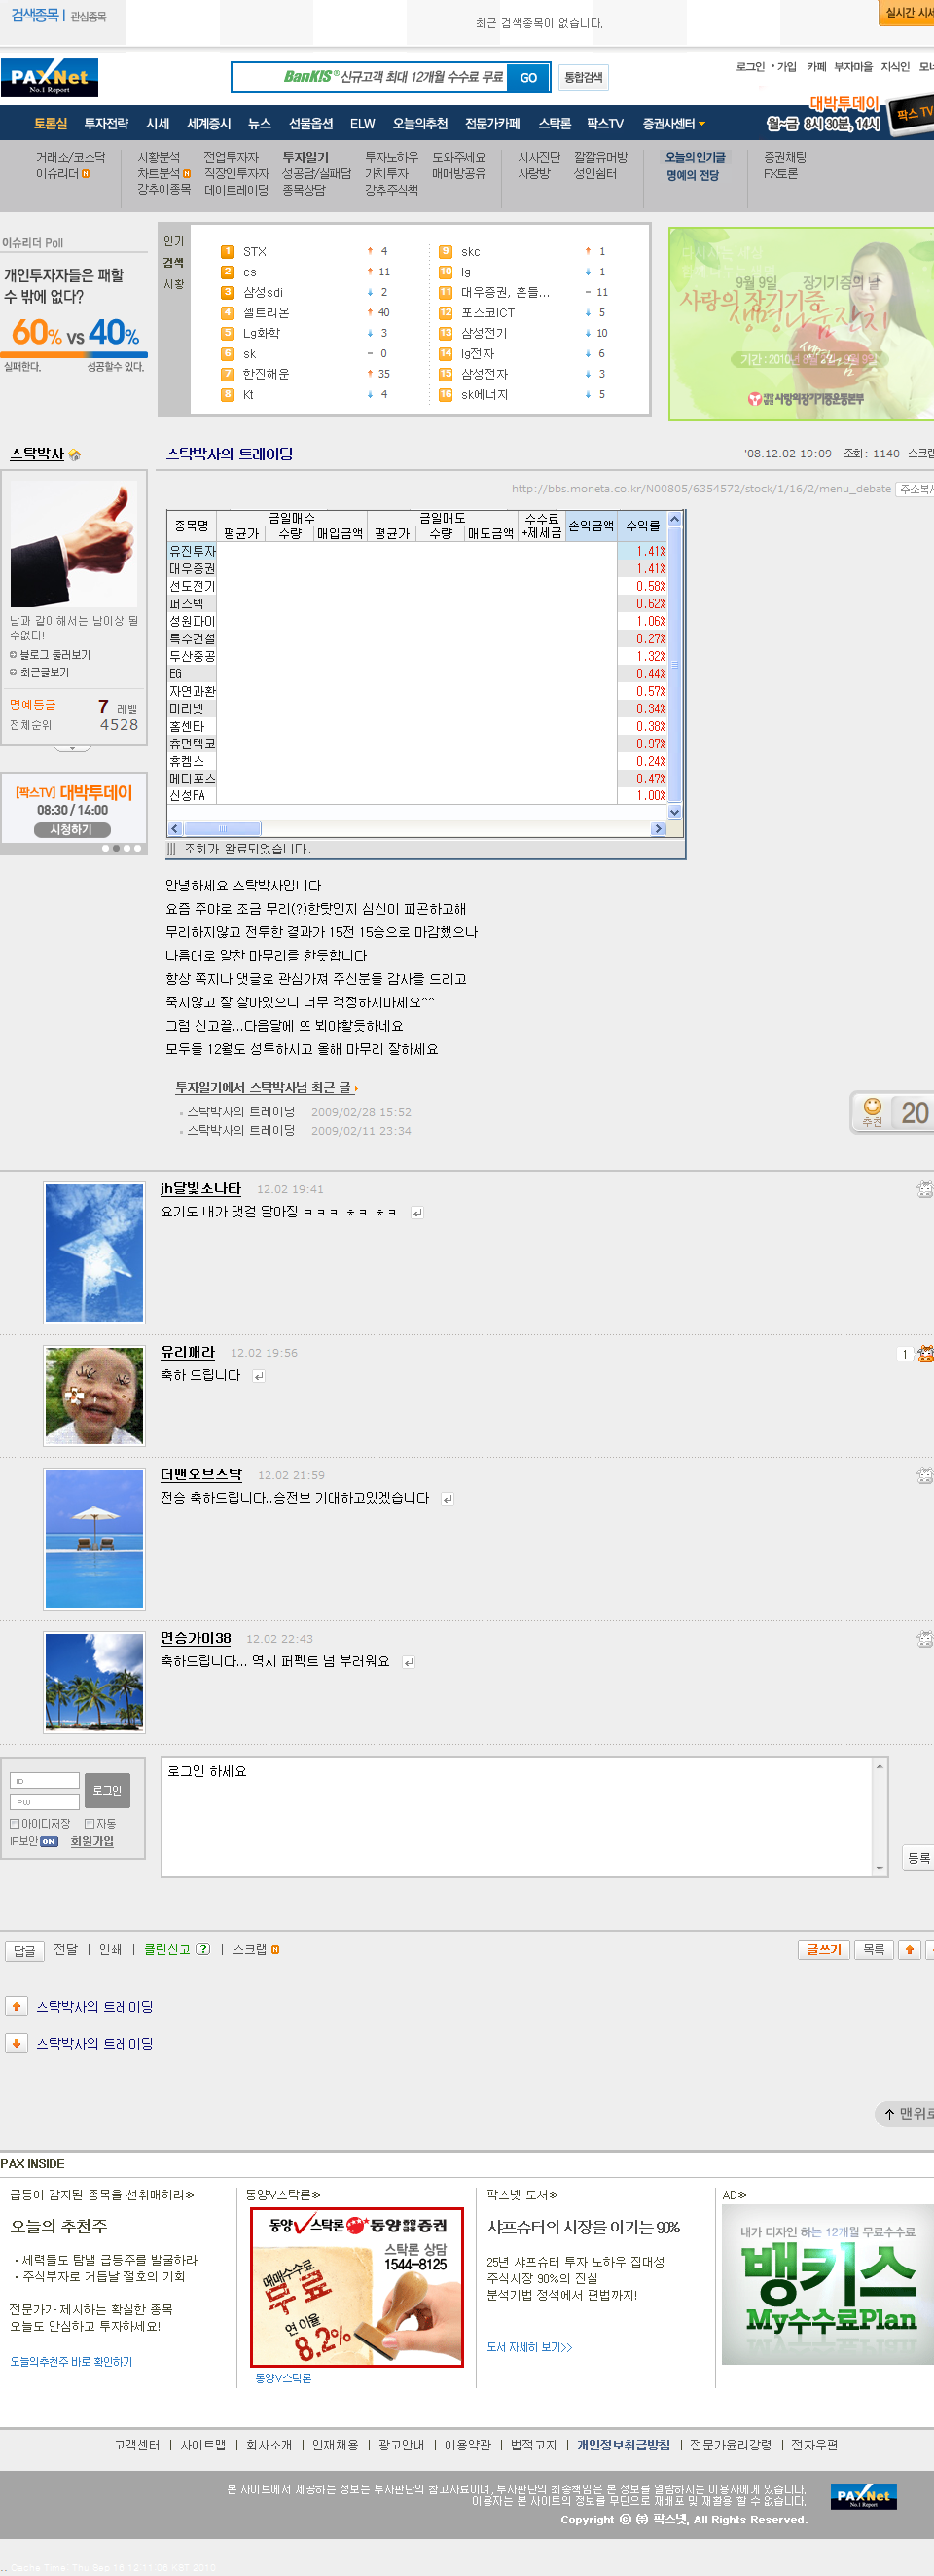 검색종목 | 관심종목
최근 검색종목이 없습니다.
PAXNet
No.1 Report
BanKIS® 신규고객 최대 12개월 수수료 무료 GO 통합검색
로그인 • 가입 카페 부자마을 지식인
대박투데이
월~금 8시 30분, 14시
토론실 투자전략 시세 세계증시 뉴스 선물옵션 ELW 오늘의추천 전문가카페 스탁론 팍스TV 증권사센터
거래소/코스닥 시황분석 전업투자자 투자일기 투자노하우 도와주세요 시사진단 깔깔유머방 오늘의인기글 증권채팅
이슈리더 차트분석 직장인투자자 성공담/실패담 가치투자 매매방공유 사랑방 성인쉼터 명예의 전당 FX토론
강추이종목 데이트레이딩 종목상담 강추주식책
이슈리더 Poll
개인투자자들은 패할
수 밖에 없다?
60% VS 40%
실패한다. 성공할수 있다.
인기
검색
시황
1 STX 4
2 cs 11
3 삼성sdi 2
4 셀트리온 40
5 Lg화학 3
6 sk - 0
7 한진해운 35
8 Kt 4
9 skc 1
10 lg 1
11 대우증권, 흔들... - 11
12 포스코ICT 5
13 삼성전기 10
14 lg전자 6
15 삼성전자 3
16 sk에너지 5
9월 9일 장기기증의 날
사랑의 장기기증
생명나눔잔치
사랑의장기기증운동본부
스탁박사
남과 같이해서는 남이상 될
수없다!
블로그 둘러보기
최근글보기
명예등급 7 레벨
전체순위 4528
[팍스TV] 대박투데이
08:30 / 14:00
시청하기
스탁박사의 트레이딩
'08.12.02 19:09 조회 : 1140
http://bbs.moneta.co.kr/N00805/6354572/stock/1/16/2/menu_debate
종목명 금일매수 금일매도 수수료 +제세금 손익금액 수익률
평균가 수량 매입금액 평균가 수량 매도금액
유진투자 1.41%
대우증권 1.41%
선도전기 0.58%
퍼스텍 0.62%
성원파이 1.06%
특수건설 0.27%
두산중공 1.32%
EG 0.44%
자연과환 0.57%
미리넷 0.34%
홈센타 0.38%
휴먼텍코 0.97%
휴켐스 0.24%
메디포스 0.47%
신성FA 1.00%
조회가 완료되었습니다.
안녕하세요 스탁박사입니다
요즘 주야로 조금 무리(?)한탓인지 심신이 피곤하고해
무리하지않고 전투한 결과가 15전 15승으로 마감했으나
나름대로 알찬 마무리를 한듯합니다
항상 쪽지나 댓글로 관심가져 주신분들 감사를 드리고
죽지않고 잘 살아있으니 너무 걱정하지마세요^^
그럼 신고끝...다음달에 또 뵈야할듯하네요
모두들 12월도 성투하시고 올해 마무리 잘하세요
투자일기에서 스탁박사님 최근 글
스탁박사의 트레이딩 2009/02/28 15:52
스탁박사의 트레이딩 2009/02/11 23:34
추천 20
jh달빛소나타 12.02 19:41
요기도 내가 댓걸 달아징 ㅋㅋㅋ ㅊㅋ ㅊㅋ
유리째라 12.02 19:56
축하 드립니다
1
더맨오브스탁 12.02 21:59
전승 축하드립니다..승전보 기대하고있겠습니다
연승가미38 12.02 22:43
축하드립니다... 역시 퍼펙트 넘 부러워요
ID
PW
로그인
아이디저장 자동
IP보안 ON 회원가입
로그인 하세요
등록
답글 전달 | 인쇄 | 클린신고 ? | 스크랩
글쓰기 목록
스탁박사의 트레이딩
스탁박사의 트레이딩
PAX INSIDE
급등이 감지된 종목을 선취매하라
오늘의 추천주
· 세력들도 탐낼 급등주를 발굴하라
· 주식부자로 거듭날 절호의 기회
전문가가 제시하는 확실한 종목
오늘도 안심하고 투자하세요!
오늘의추천주 바로 확인하기
동양V스탁론
동양V스탁론 동양종합금융증권
스탁론 상담
1544-8125
매매수수료
무료
연 이율
8.2%
동양V스탁론
팍스넷 도서
샤프슈터의 시장을 이기는 90%
25년 샤프슈터 투자 노하우 집대성
주식시장 90%의 진실
분석기법 정석에서 편법까지!
도서 자세히 보기>>
AD
내가 디자인 하는 12개월 무료수수료
뱅키스
My수수료Plan
고객센터 | 사이트맵 | 회사소개 | 인재채용 | 광고안내 | 이용약관 | 법적고지 | 개인정보취급방침 | 전문가윤리강령 | 전자우편
본 사이트에서 제공하는 정보는 투자판단의 참고자료이며, 투자판단의 최종책임은 본 정보를 열람하시는 이용자에게 있습니다.
이용자는 본 사이트의 정보를 무단으로 재배포 및 재활용 할 수 없습니다.
Copyright ⓒ ㈜ 팍스넷, All Rights Reserved.
PAXNet
No.1 Report